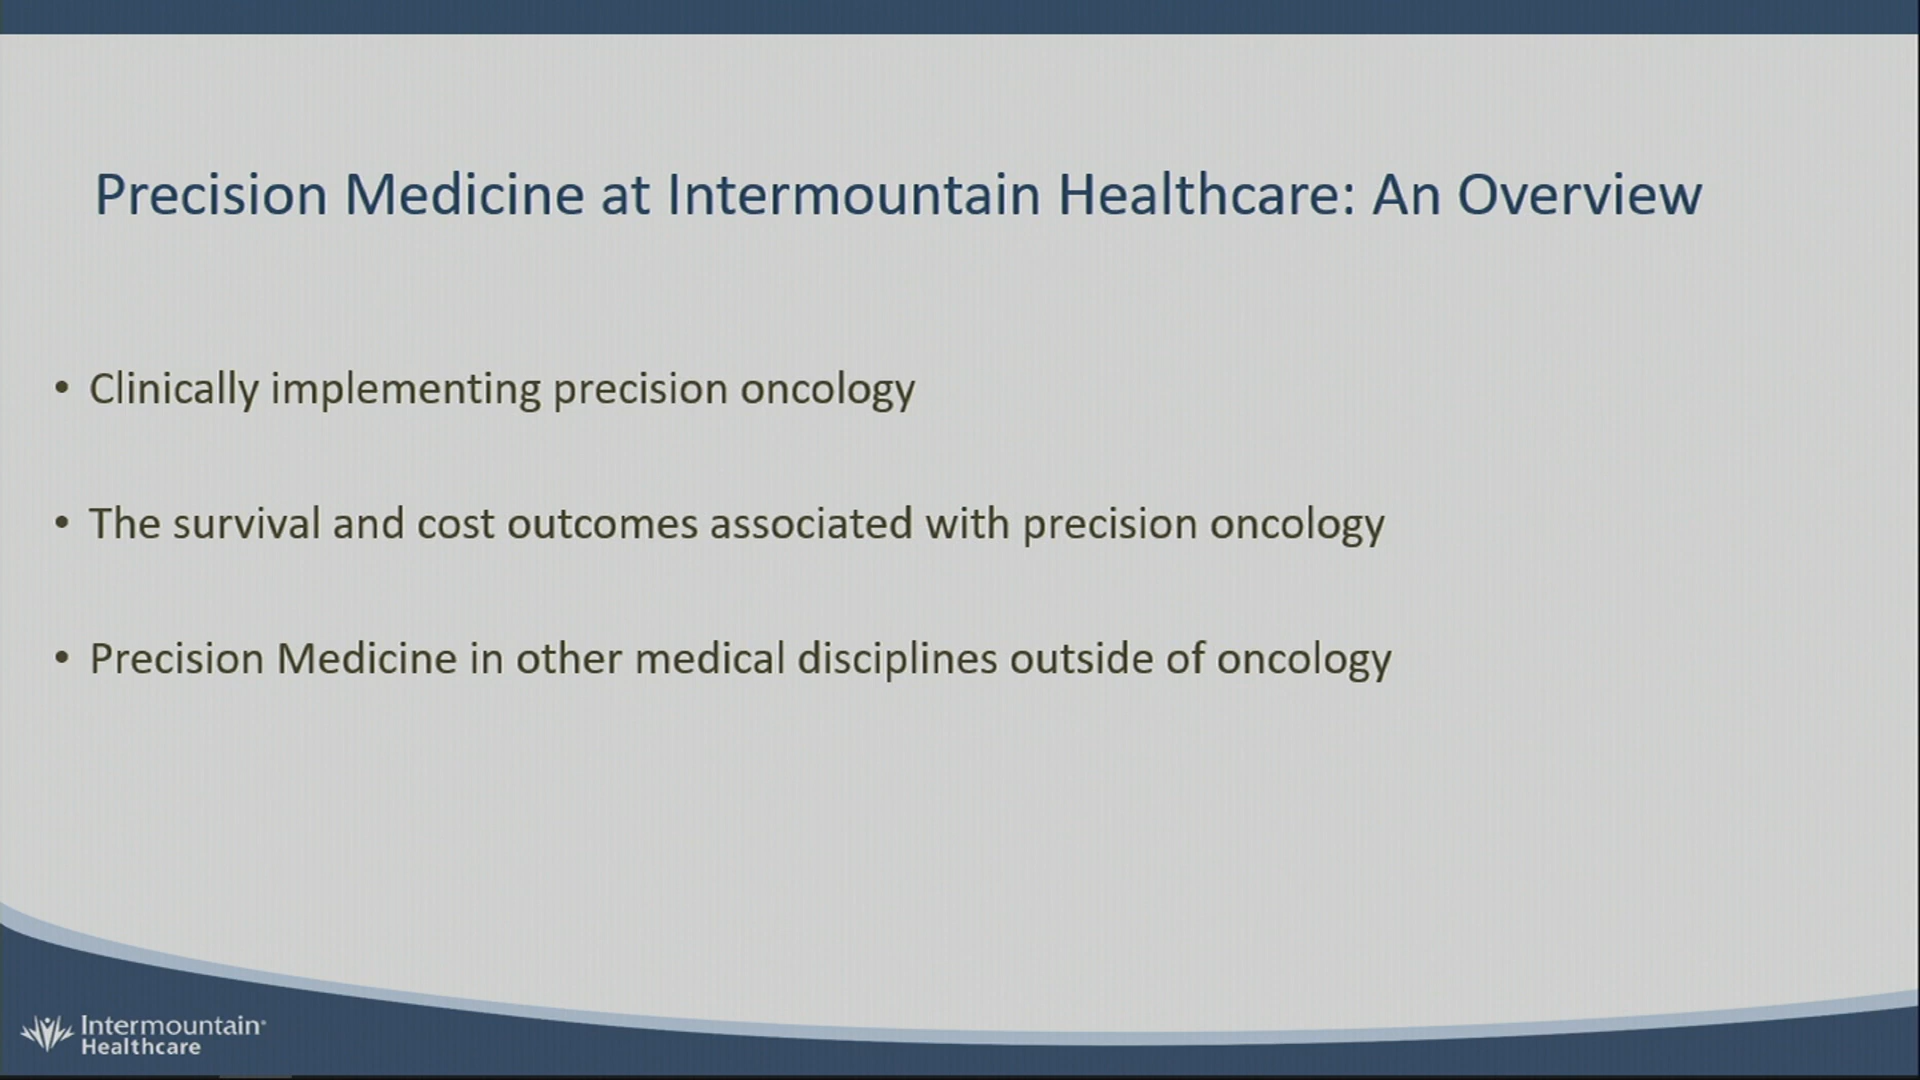 Precision Medicine at Intermountain Healthcare: An Overview
• Clinically implementing precision oncology
• The survival and cost outcomes associated with precision oncology
• Precision Medicine in other medical disciplines outside of oncology
Intermountain®
Healthcare